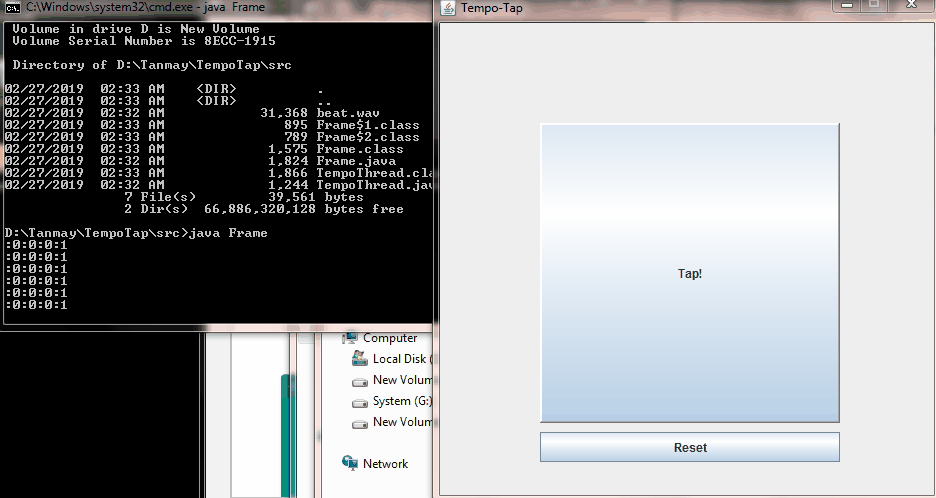 C:\Windows\system32\cmd.exe - java Frame
Volume in drive D is New Volume
Volume Serial Number is 8ECC-1915
Directory of D:\Tanmay\TempoTap\src
02/27/2019 02:33 AM <DIR> .
02/27/2019 02:33 AM <DIR> ..
02/27/2019 02:32 AM 31,368 beat.wav
02/27/2019 02:33 AM 895 Frame$1.class
02/27/2019 02:33 AM 789 Frame$2.class
02/27/2019 02:33 AM 1,575 Frame.class
02/27/2019 02:32 AM 1,824 Frame.java
02/27/2019 02:33 AM 1,866 TempoThread.cla
02/27/2019 02:32 AM 1,244 TempoThread.jav
7 File(s) 39,561 bytes
2 Dir(s) 66,886,320,128 bytes free
D:\Tanmay\TempoTap\src>java Frame
:0:0:0:1
:0:0:0:1
:0:0:0:1
:0:0:0:1
:0:0:0:1
:0:0:0:1
Computer
Local Disk (
New Volum
System (G:)
New Volum
Network
Tempo-Tap
Tap!
Reset